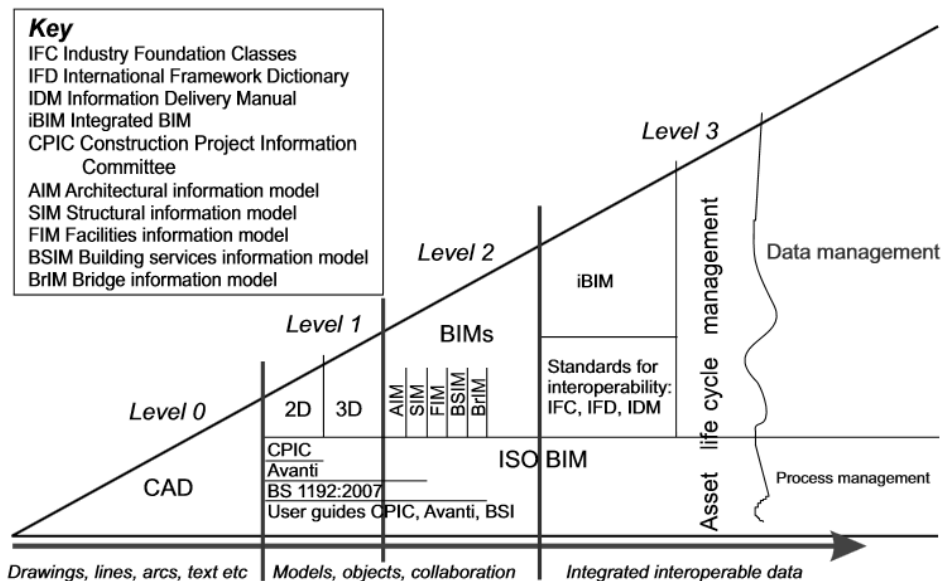 Key
IFC Industry Foundation Classes
IFD International Framework Dictionary
IDM Information Delivery Manual
iBIM Integrated BIM
CPIC Construction Project Information
Committee
AIM Architectural information model
SIM Structural information model
FIM Facilities information model
BSIM Building services information model
BrIM Bridge information model
Level 0
Level 1
Level 2
Level 3
CAD
2D
3D
BIMs
AIM
SIM
FIM
BSIM
BrIM
iBIM
Standards for
interoperability:
IFC, IFD, IDM
CPIC
Avanti
BS 1192:2007
User guides CPIC, Avanti, BSI
ISO BIM
Asset life cycle management
Data management
Process management
Drawings, lines, arcs, text etc
Models, objects, collaboration
Integrated interoperable data